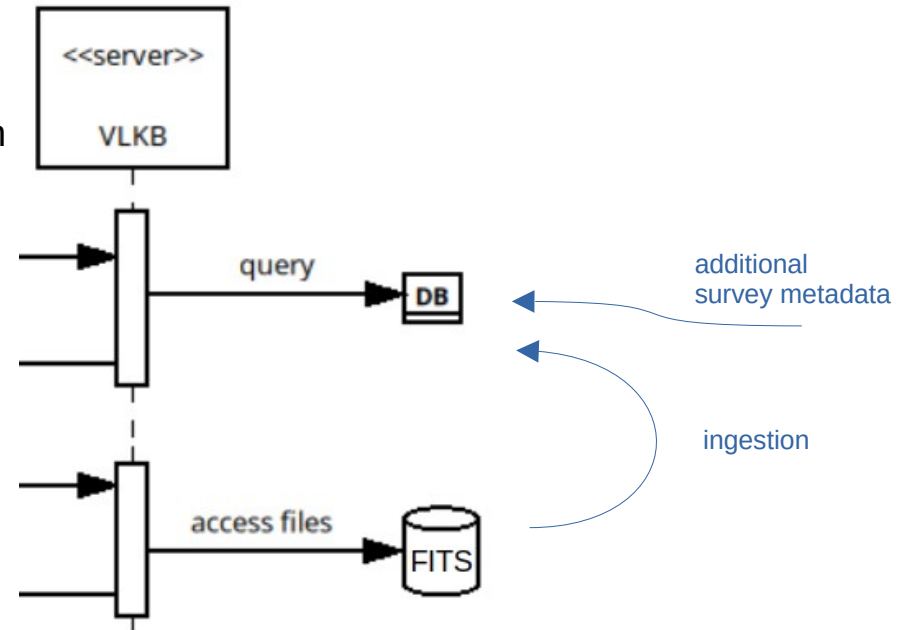 <<server>>
VLKB
n
query
DB
additional
survey metadata
ingestion
access files
FITS